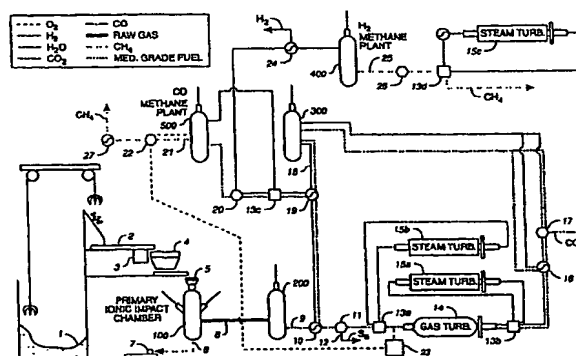 O₂
H₂
H₂O
CO₂
CO
RAW GAS
CH₄
MED. GRADE FUEL
H₂
24
H₂
METHANE
PLANT
400
25
26
13d
STEAM TURB.
15c
CH₄
CO
METHANE
PLANT
500
300
CH₄
27
22
21
18
20
13c
19
17
CO
16
2
3
4
5
PRIMARY
IONIC IMPACT
CHAMBER
100
200
15b
STEAM TURB.
15a
STEAM TURB.
14
GAS TURB.
1
7
6
8
9
10
11
12
13a
13b